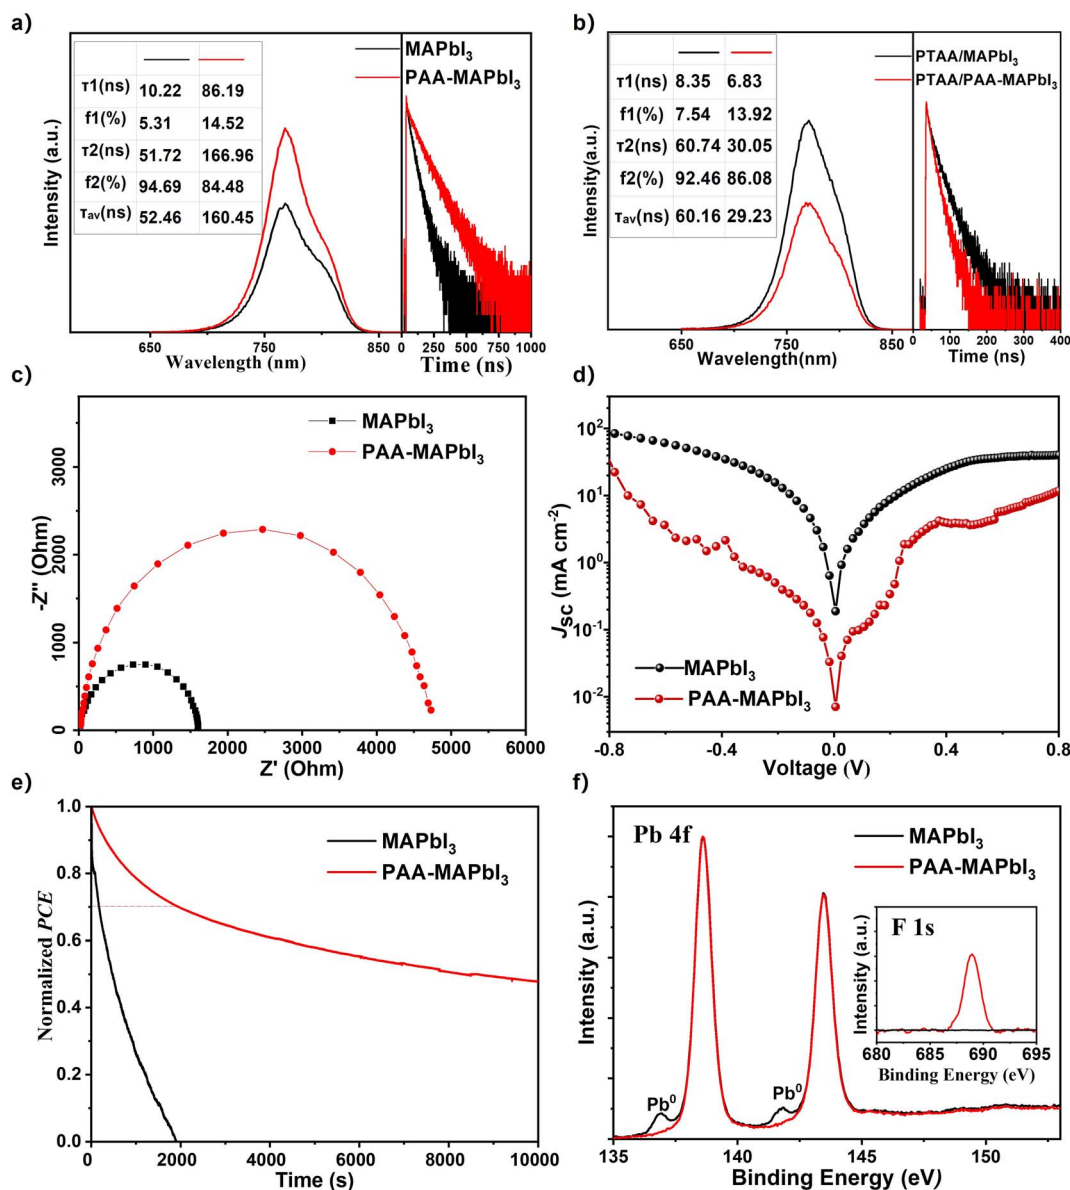 a)
τ1(ns) 10.22 86.19
f1(%) 5.31 14.52
τ2(ns) 51.72 166.96
f2(%) 94.69 84.48
τav(ns) 52.46 160.45
MAPbI3
PAA-MAPbI3
Intensity (a.u.)
650 750 850 0 250 500 750 1000
Wavelength (nm) Time (ns)
b)
τ1(ns) 8.35 6.83
f1(%) 7.54 13.92
τ2(ns) 60.74 30.05
f2(%) 92.46 86.08
τav(ns) 60.16 29.23
PTAA/MAPbI3
PTAA/PAA-MAPbI3
Intensity(a.u.)
650 750 850 0 100 200 300 400
Wavelength(nm) Time (ns)
c)
MAPbI3
PAA-MAPbI3
-Z'' (Ohm)
3000
2000
1000
0
0 1000 2000 3000 4000 5000 6000
Z' (Ohm)
d)
JSC (mA cm-2)
10^2
10^1
10^0
10^-1
10^-2
MAPbI3
PAA-MAPbI3
-0.8 -0.4 0.0 0.4 0.8
Voltage (V)
e)
MAPbI3
PAA-MAPbI3
Normalized PCE
1.0
0.8
0.6
0.4
0.2
0.0
0 2000 4000 6000 8000 10000
Time (s)
f)
Pb 4f
MAPbI3
PAA-MAPbI3
Intensity (a.u.)
F 1s
Intensity (a.u.)
680 685 690 695
Binding Energy (eV)
Pb0 Pb0
135 140 145 150
Binding Energy (eV)